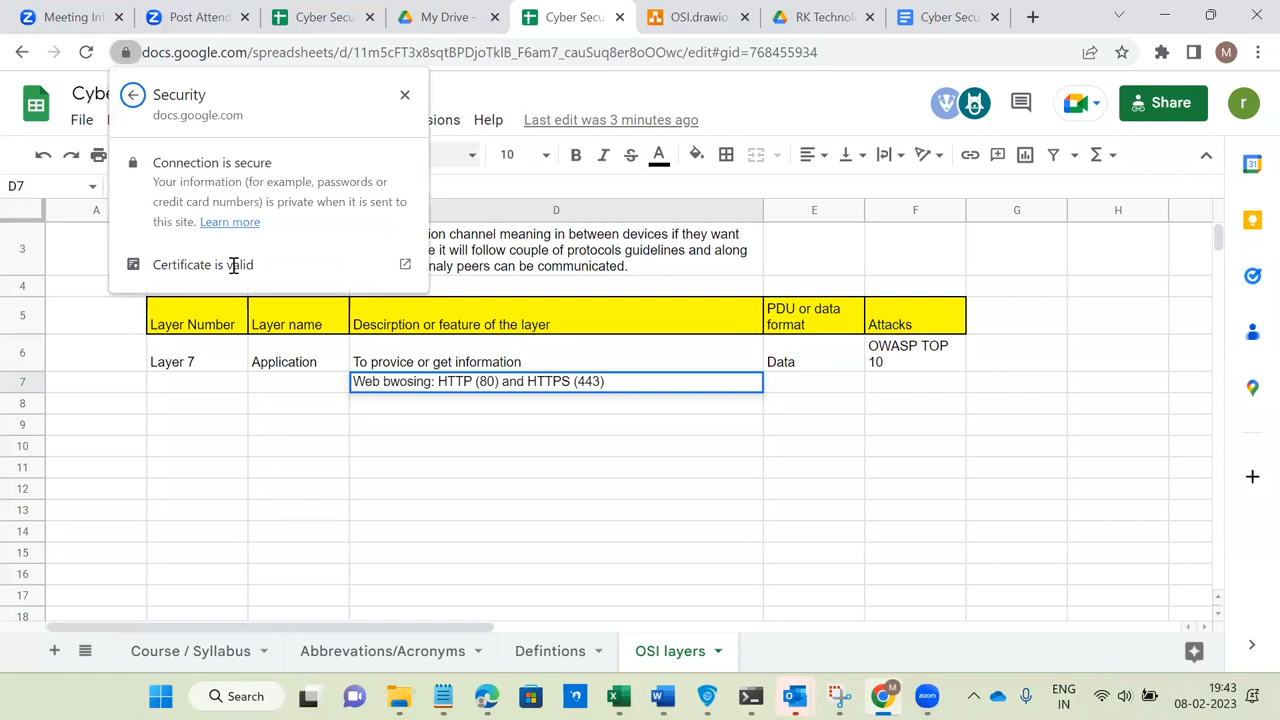 Meeting Inf
Post Attend
Cyber Secu
My Drive -
Cyber Secu
OSI.drawio
RK Technol
Cyber Secu
docs.google.com/spreadsheets/d/11m5cFT3x8sqtBPDjoTklB_F6am7_cauSuq8er8oOOwc/edit#gid=768455934
M
Security
docs.google.com
Connection is secure
Your information (for example, passwords or
credit card numbers) is private when it is sent to
this site. Learn more
Certificate is valid
Cybe
File
sions
Help
Last edit was 3 minutes ago
Share
r
10
D7
A
D
E
F
G
H
3
ion channel meaning in between devices if they want
e it will follow couple of protocols guidelines and along
naly peers can be communicated.
4
5
Layer Number
Layer name
Descirption or feature of the layer
PDU or data
format
Attacks
6
Layer 7
Application
To provice or get information
Data
OWASP TOP
10
7
Web bwosing: HTTP (80) and HTTPS (443)
8
9
10
11
12
13
14
15
16
17
18
31
Course / Syllabus
Abbrevations/Acronyms
Defintions
OSI layers
Search
zoom
ENG
IN
19:43
08-02-2023